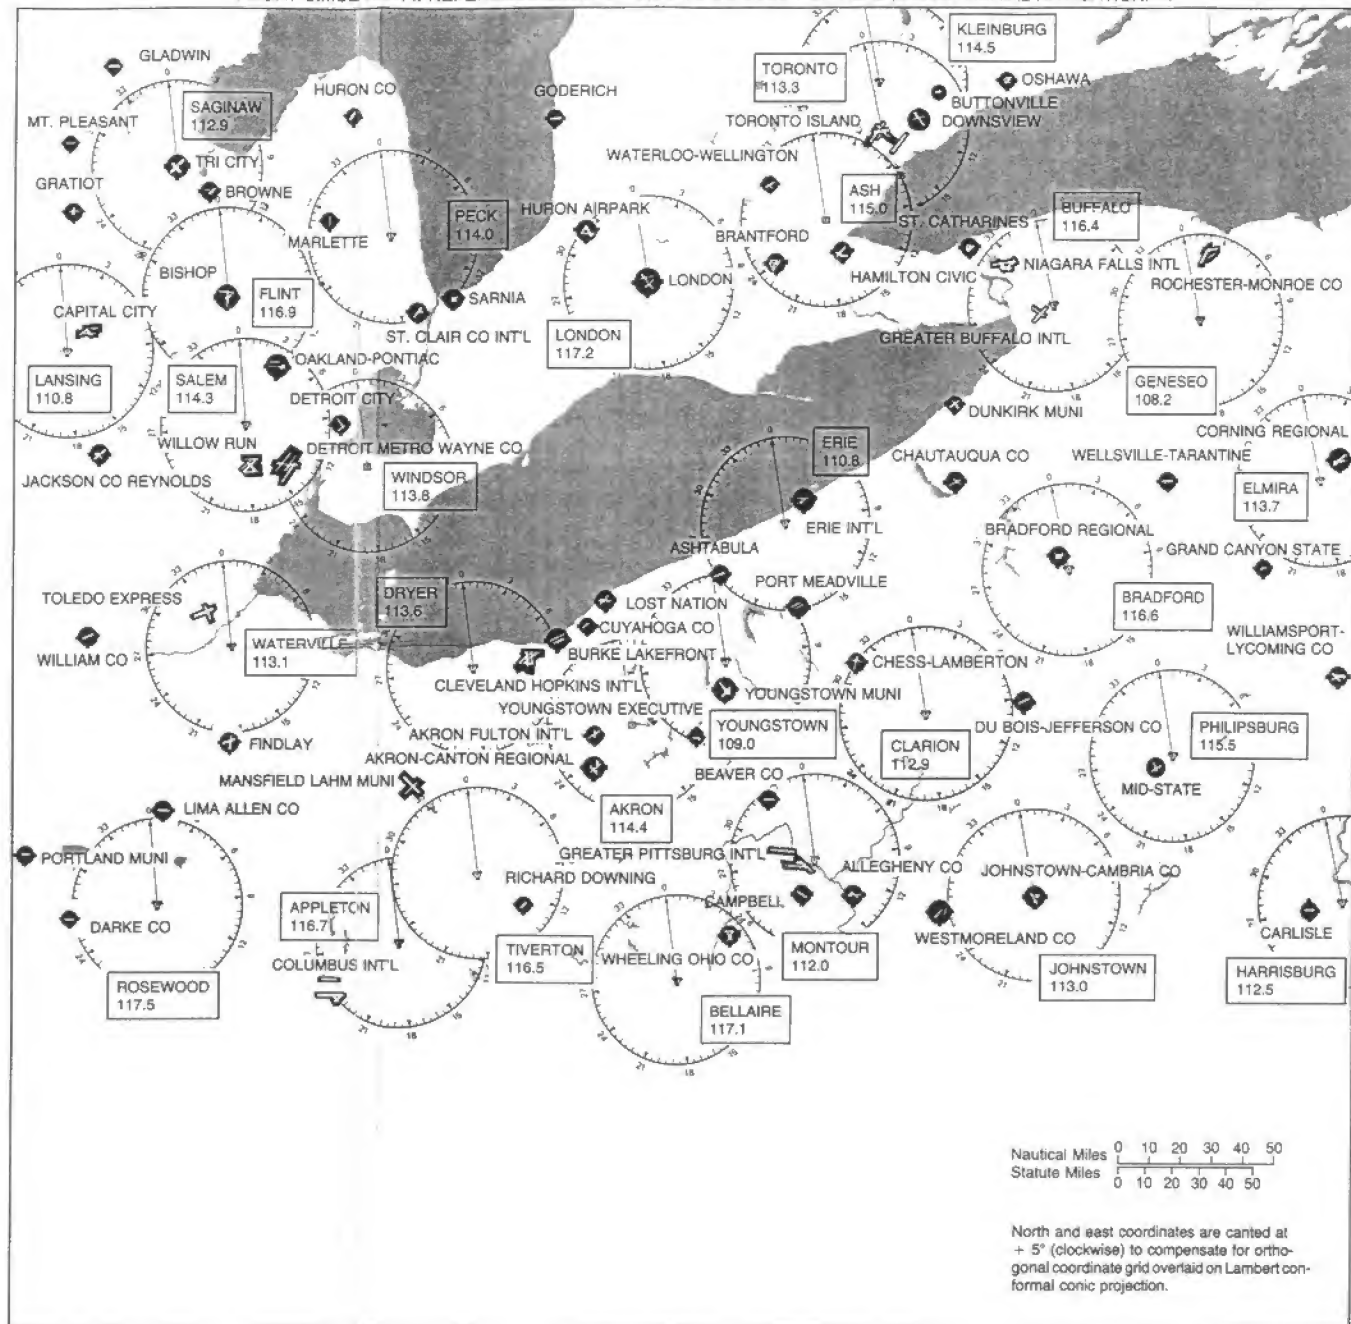 KLEINBURG
114.5
GLADWIN
TORONTO
113.3
OSHAWA
SAGINAW
112.9
HURON CO
GODERICH
BUTTONVILLE
DOWNSVIEW
MT. PLEASANT
TORONTO ISLAND
WATERLOO-WELLINGTON
TRI CITY
GRATIOT
BROWNE
ASH
115.0
PECK
114.0
HURON AIRPARK
BUFFALO
116.4
ST. CATHARINES
MARLETTE
BRANTFORD
BISHOP
HAMILTON CIVIC
NIAGARA FALLS INTL
ROCHESTER-MONROE CO
FLINT
116.9
LONDON
SARNIA
CAPITAL CITY
ST. CLAIR CO INT'L
LONDON
117.2
GREATER BUFFALO INTL
OAKLAND-PONTIAC
LANSING
110.8
SALEM
114.3
GENESEO
108.2
DETROIT CITY
DUNKIRK MUNI
WILLOW RUN
DETROIT METRO WAYNE CO
ERIE
110.8
CORNING REGIONAL
JACKSON CO REYNOLDS
WINDSOR
113.8
CHAUTAUQUA CO
WELLSVILLE-TARANTINE
ELMIRA
113.7
ERIE INT'L
BRADFORD REGIONAL
ASHTABULA
GRAND CANYON STATE
PORT MEADVILLE
DRYER
113.6
TOLEDO EXPRESS
LOST NATION
BRADFORD
116.6
CUYAHOGA CO
WILLIAMSPORT-
LYCOMING CO
WATERVILLE
113.1
WILLIAM CO
BURKE LAKEFRONT
CHESS-LAMBERTON
CLEVELAND HOPKINS INT'L
YOUNGSTOWN MUNI
YOUNGSTOWN EXECUTIVE
DU BOIS-JEFFERSON CO
PHILIPSBURG
115.5
YOUNGSTOWN
109.0
AKRON FULTON INT'L
FINDLAY
CLARION
112.9
AKRON-CANTON REGIONAL
BEAVER CO
MANSFIELD LAHM MUNI
MID-STATE
LIMA ALLEN CO
AKRON
114.4
PORTLAND MUNI
GREATER PITTSBURG INT'L
ALLEGHENY CO
JOHNSTOWN-CAMBRIA CO
RICHARD DOWNING
APPLETON
116.7
CAMPBELL
DARKE CO
WESTMORELAND CO
CARLISLE
TIVERTON
116.5
WHEELING OHIO CO
MONTOUR
112.0
COLUMBUS INT'L
JOHNSTOWN
113.0
HARRISBURG
112.5
ROSEWOOD
117.5
BELLAIRE
117.1
Nautical Miles 0 10 20 30 40 50
Statute Miles 0 10 20 30 40 50
North and east coordinates are canted at
+ 5° (clockwise) to compensate for ortho-
gonal coordinate grid overlaid on Lambert con-
formal conic projection.